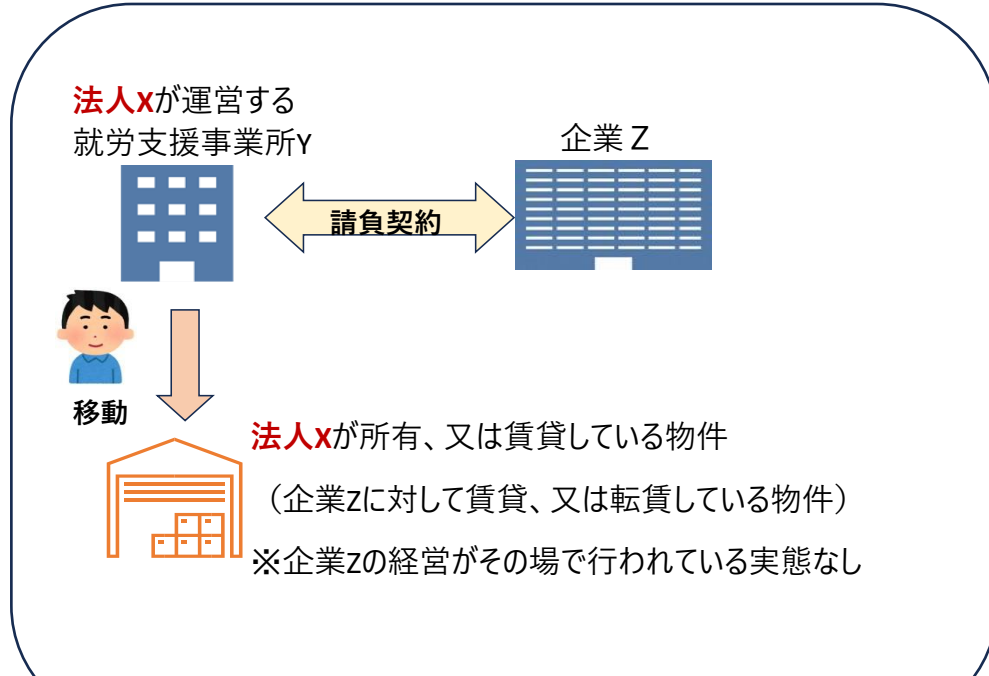 法人Xが運営する
就労支援事業所Y
企業Z
請負契約
移動
法人Xが所有、又は賃貸している物件
（企業Zに対して賃貸、又は転賃している物件）
※企業Zの経営がその場で行われている実態なし